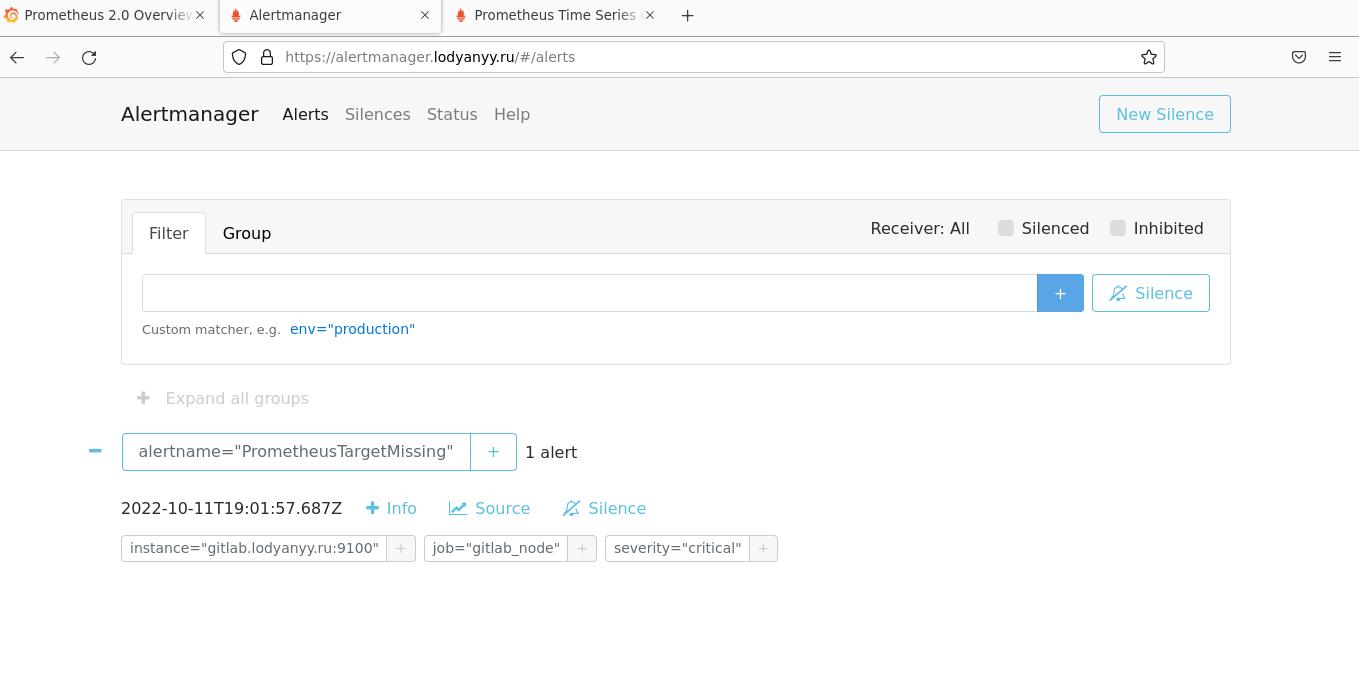 Prometheus 2.0 Overview
Alertmanager
Prometheus Time Series
https://alertmanager.lodyanyy.ru/#/alerts
Alertmanager Alerts Silences Status Help New Silence
Filter Group Receiver: All Silenced Inhibited
+ Silence
Custom matcher, e.g. env="production"
+ Expand all groups
alertname="PrometheusTargetMissing" + 1 alert
2022-10-11T19:01:57.687Z + Info Source Silence
instance="gitlab.lodyanyy.ru:9100" + job="gitlab_node" + severity="critical" +